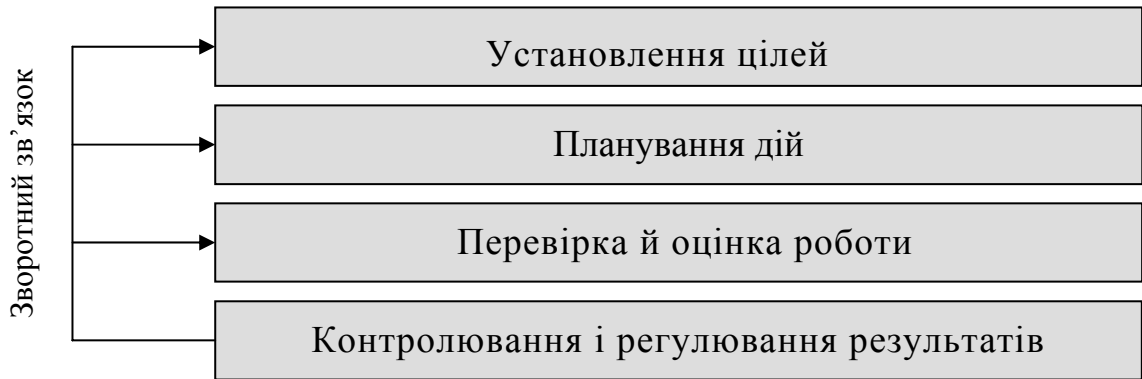 Зворотний зв’язок
Установлення цілей
Планування дій
Перевірка й оцінка роботи
Контролювання і регулювання результатів